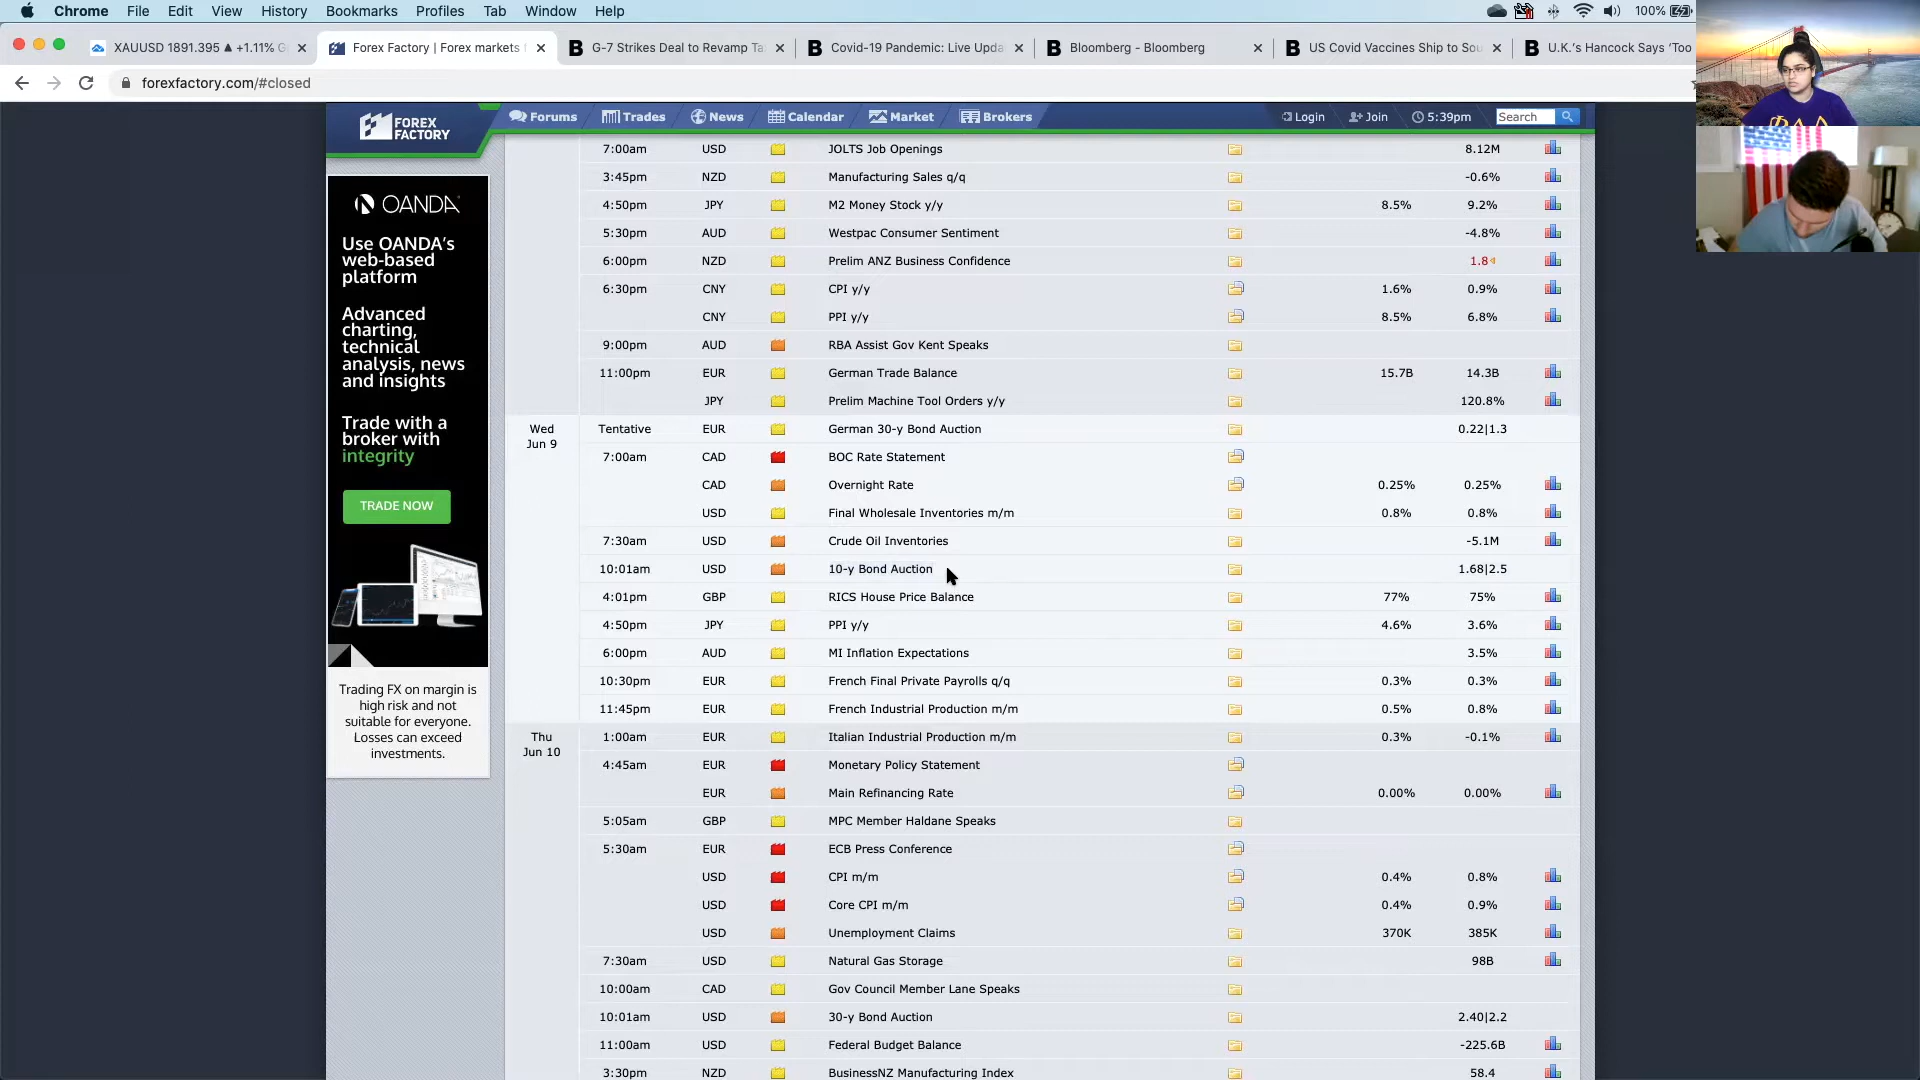 Chrome File Edit View History Bookmarks Profiles Tab Window Help 100%
XAUUSD 1891.395 ▲ +1.11% G
Forex Factory | Forex markets
G-7 Strikes Deal to Revamp Ta
Covid-19 Pandemic: Live Upda
Bloomberg - Bloomberg
US Covid Vaccines Ship to Sou
U.K.'s Hancock Says 'Too
forexfactory.com/#closed
FOREX
FACTORY
Forums Trades News Calendar Market Brokers Login Join 5:39pm Search
OANDA
Use OANDA's
web-based
platform
Advanced
charting,
technical
analysis, news
and insights
Trade with a
broker with
integrity
TRADE NOW
Trading FX on margin is
high risk and not
suitable for everyone.
Losses can exceed
investments.
7:00am USD JOLTS Job Openings 8.12M
3:45pm NZD Manufacturing Sales q/q -0.6%
4:50pm JPY M2 Money Stock y/y 8.5% 9.2%
5:30pm AUD Westpac Consumer Sentiment -4.8%
6:00pm NZD Prelim ANZ Business Confidence 1.8
6:30pm CNY CPI y/y 1.6% 0.9%
CNY PPI y/y 8.5% 6.8%
9:00pm AUD RBA Assist Gov Kent Speaks
11:00pm EUR German Trade Balance 15.7B 14.3B
JPY Prelim Machine Tool Orders y/y 120.8%
Wed Tentative EUR German 30-y Bond Auction 0.22|1.3
Jun 9
7:00am CAD BOC Rate Statement
CAD Overnight Rate 0.25% 0.25%
USD Final Wholesale Inventories m/m 0.8% 0.8%
7:30am USD Crude Oil Inventories -5.1M
10:01am USD 10-y Bond Auction 1.68|2.5
4:01pm GBP RICS House Price Balance 77% 75%
4:50pm JPY PPI y/y 4.6% 3.6%
6:00pm AUD MI Inflation Expectations 3.5%
10:30pm EUR French Final Private Payrolls q/q 0.3% 0.3%
11:45pm EUR French Industrial Production m/m 0.5% 0.8%
Thu 1:00am EUR Italian Industrial Production m/m 0.3% -0.1%
Jun 10
4:45am EUR Monetary Policy Statement
EUR Main Refinancing Rate 0.00% 0.00%
5:05am GBP MPC Member Haldane Speaks
5:30am EUR ECB Press Conference
USD CPI m/m 0.4% 0.8%
USD Core CPI m/m 0.4% 0.9%
USD Unemployment Claims 370K 385K
7:30am USD Natural Gas Storage 98B
10:00am CAD Gov Council Member Lane Speaks
10:01am USD 30-y Bond Auction 2.40|2.2
11:00am USD Federal Budget Balance -225.6B
3:30pm NZD BusinessNZ Manufacturing Index 58.4